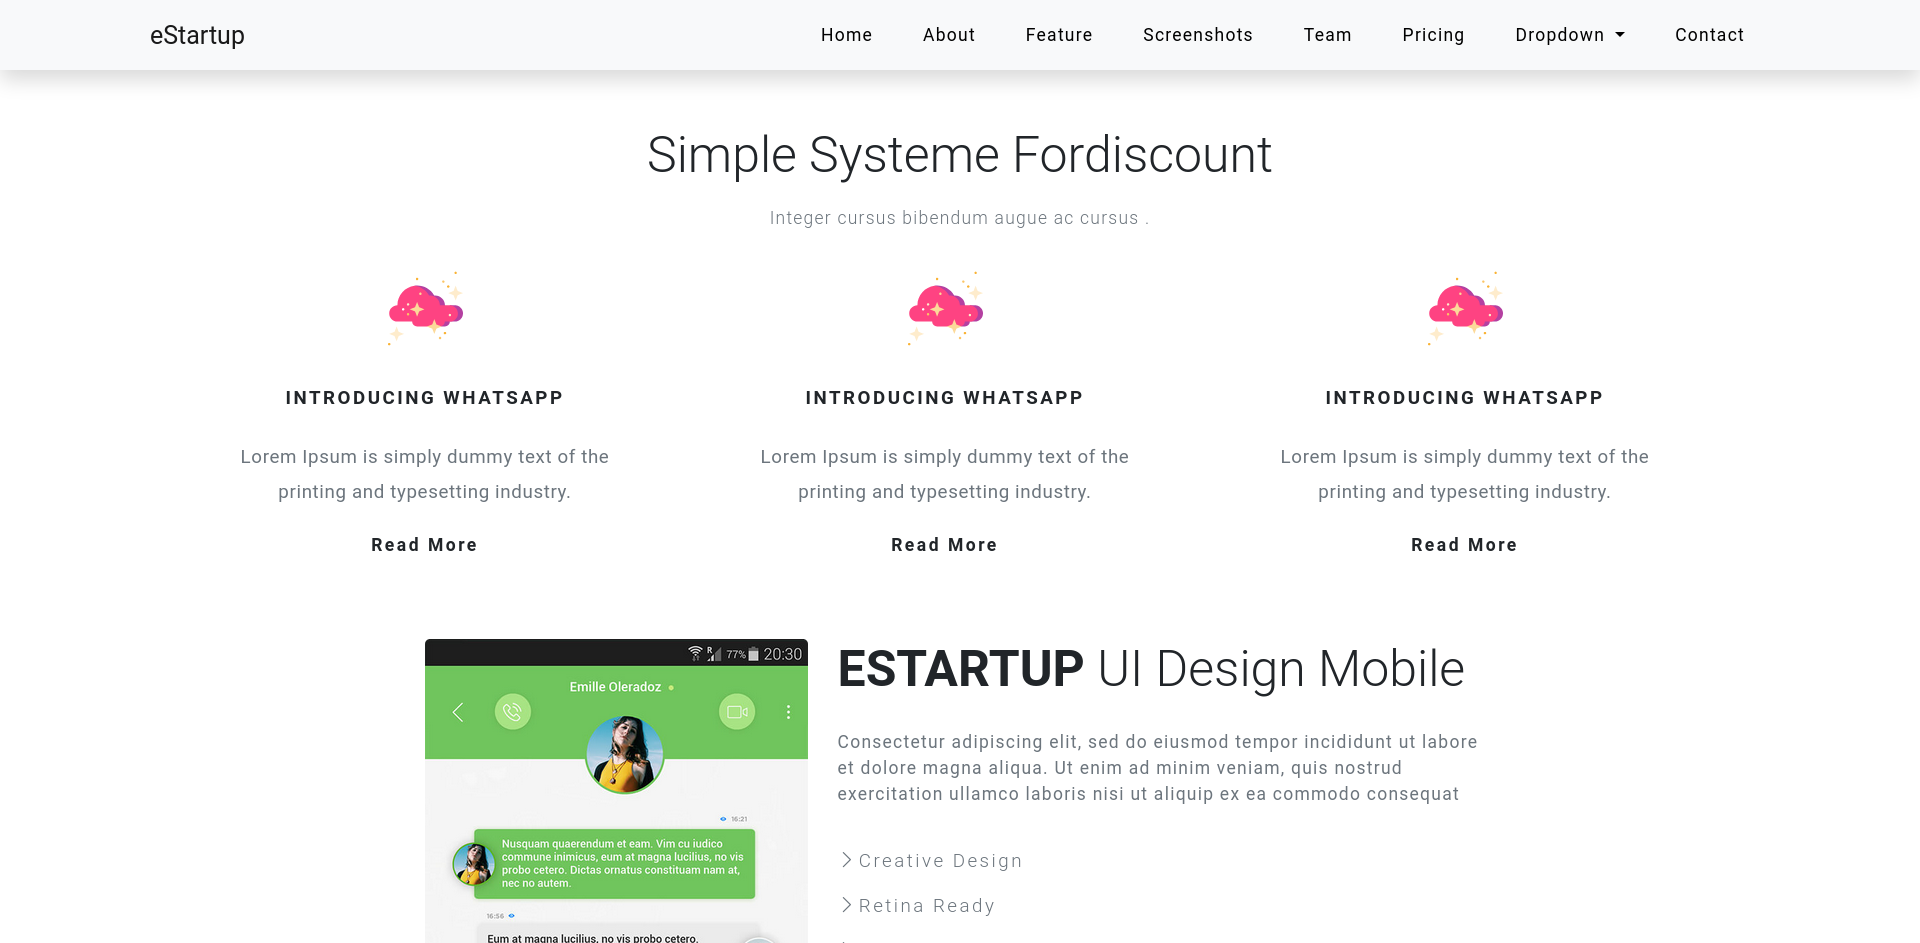 eStartup
Home About Feature Screenshots Team Pricing Dropdown Contact
Simple Systeme Fordiscount
Integer cursus bibendum augue ac cursus .
INTRODUCING WHATSAPP
Lorem Ipsum is simply dummy text of the
printing and typesetting industry.
Read More
INTRODUCING WHATSAPP
Lorem Ipsum is simply dummy text of the
printing and typesetting industry.
Read More
INTRODUCING WHATSAPP
Lorem Ipsum is simply dummy text of the
printing and typesetting industry.
Read More
R 77% 20:30
Emille Oleradoz
16:21
Nusquam quaerendum et eam. Vim cu iudico
commune inimicus, eum at magna lucilius, no vis
probo cetero. Dictas ornatus constituam nam at,
nec no autem.
16:56
Eum at magna lucilius, no vis probo cetero.
ESTARTUP UI Design Mobile
Consectetur adipiscing elit, sed do eiusmod tempor incididunt ut labore
et dolore magna aliqua. Ut enim ad minim veniam, quis nostrud
exercitation ullamco laboris nisi ut aliquip ex ea commodo consequat
Creative Design
Retina Ready